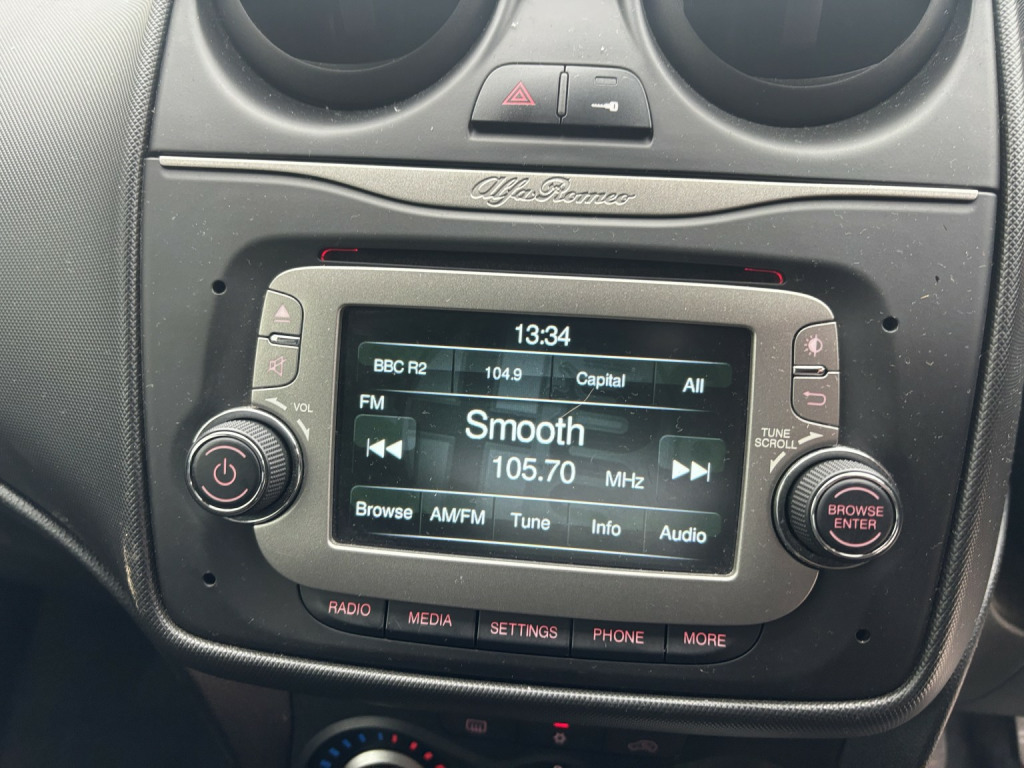 Alfa Romeo
13:34
BBC R2 104.9 Capital All
FM
Smooth
105.70 MHz
Browse AM/FM Tune Info Audio
VOL
TUNE
SCROLL
BROWSE
ENTER
RADIO MEDIA SETTINGS PHONE MORE